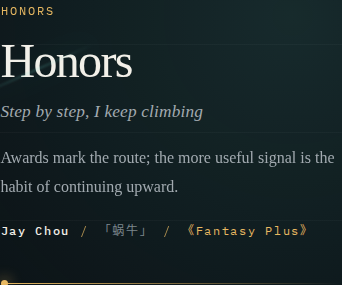 HONORS
Honors
Step by step, I keep climbing
Awards mark the route; the more useful signal is the
habit of continuing upward.
Jay Chou / 「蜗牛」 / 《Fantasy Plus》